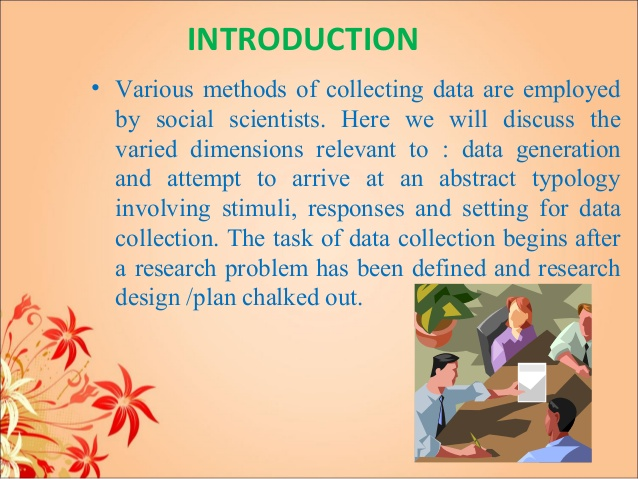 INTRODUCTION
• Various methods of collecting data are employed
by social scientists. Here we will discuss the
varied dimensions relevant to : data generation
and attempt to arrive at an abstract typology
involving stimuli, responses and setting for data
collection. The task of data collection begins after
a research problem has been defined and research
design /plan chalked out.